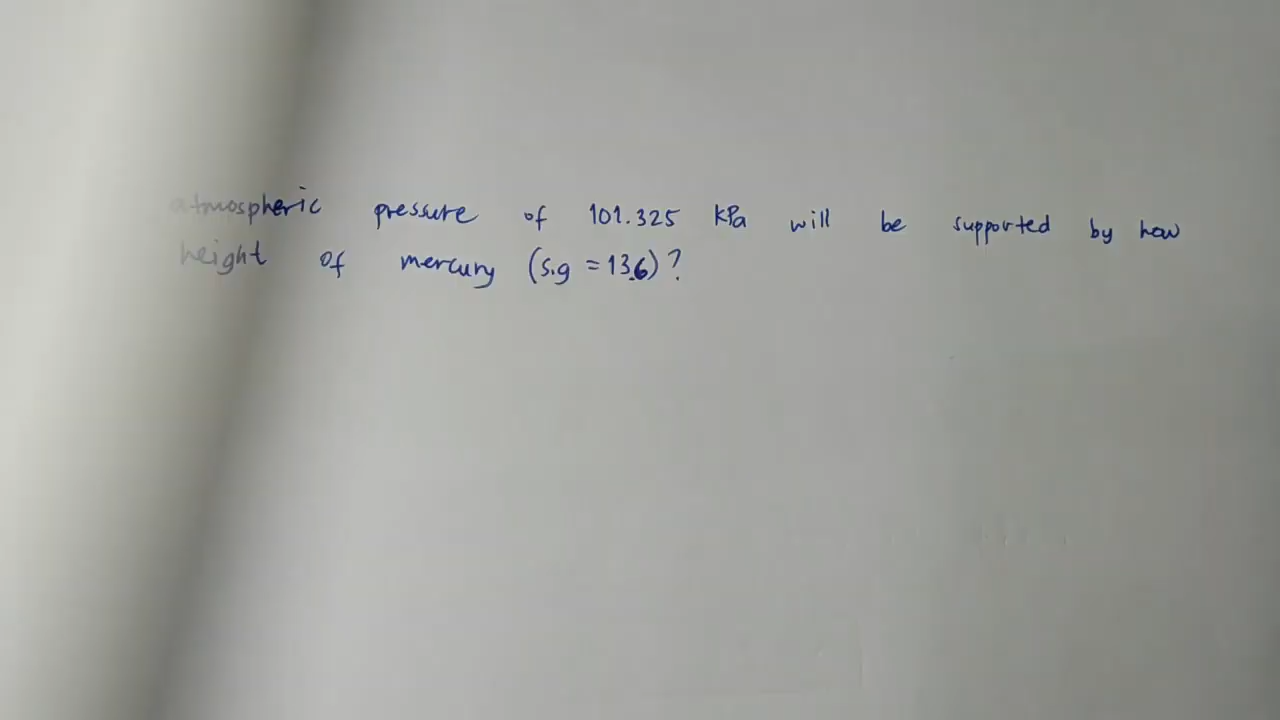 atmospheric pressure of 101.325 kPa will be supported by how
height of mercury (s.g = 13.6)?